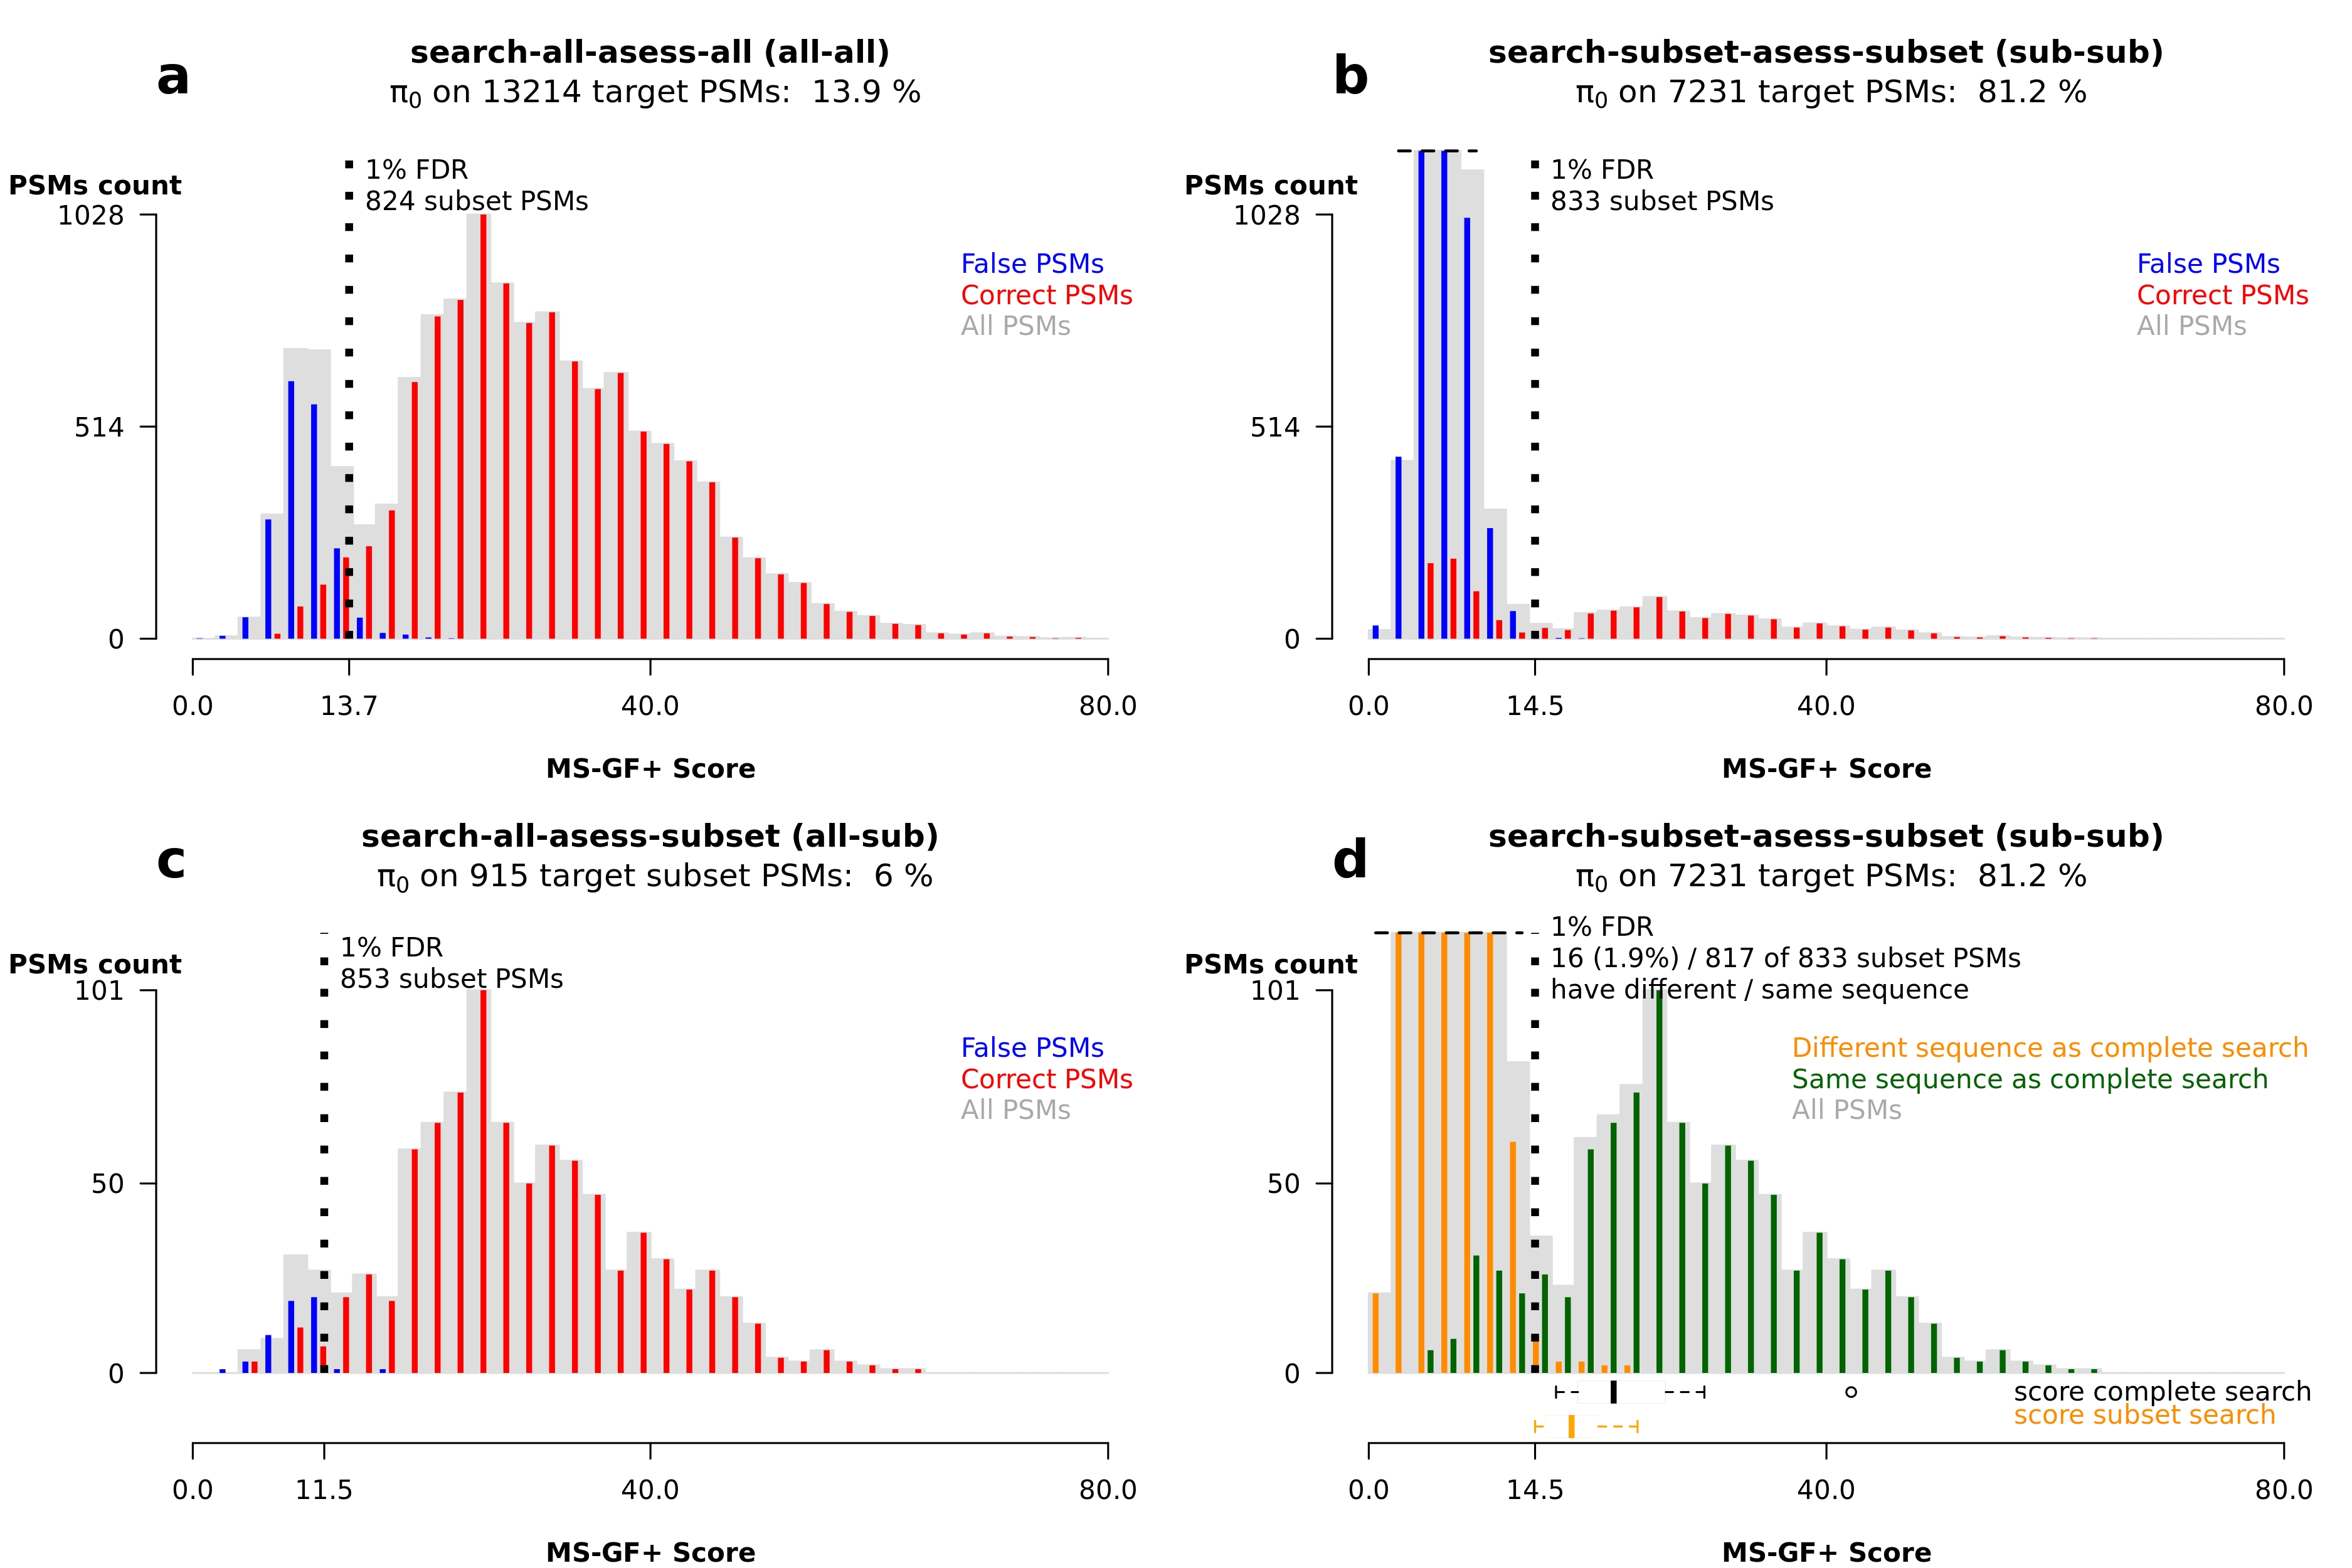 a
search-all-asess-all (all-all)
π0 on 13214 target PSMs: 13.9 %
PSMs count
1028
514
0
1% FDR
824 subset PSMs
False PSMs
Correct PSMs
All PSMs
0.0
13.7
40.0
80.0
MS-GF+ Score
b
search-subset-asess-subset (sub-sub)
π0 on 7231 target PSMs: 81.2 %
PSMs count
1028
514
0
1% FDR
833 subset PSMs
False PSMs
Correct PSMs
All PSMs
0.0
14.5
40.0
80.0
MS-GF+ Score
c
search-all-asess-subset (all-sub)
π0 on 915 target subset PSMs: 6 %
PSMs count
101
50
0
1% FDR
853 subset PSMs
False PSMs
Correct PSMs
All PSMs
0.0
11.5
40.0
80.0
MS-GF+ Score
d
search-subset-asess-subset (sub-sub)
π0 on 7231 target PSMs: 81.2 %
PSMs count
101
50
0
1% FDR
16 (1.9%) / 817 of 833 subset PSMs
have different / same sequence
Different sequence as complete search
Same sequence as complete search
All PSMs
score complete search
score subset search
0.0
14.5
40.0
80.0
MS-GF+ Score